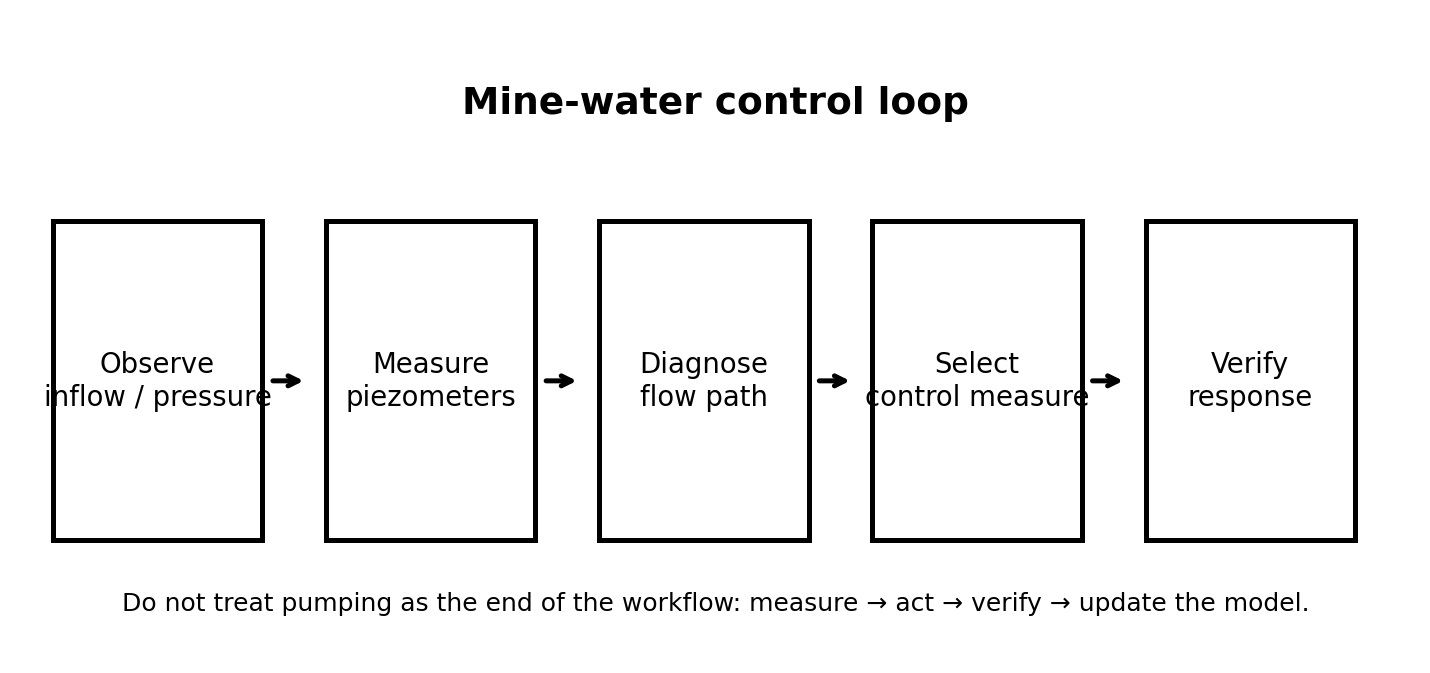 Mine-water control loop
Observe
inflow / pressure
Measure
piezometers
Diagnose
flow path
Select
control measure
Verify
response
Do not treat pumping as the end of the workflow: measure → act → verify → update the model.